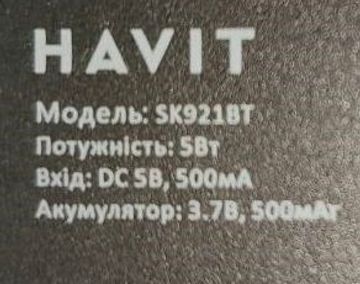 HAVIT
Модель: SK921BT
Потужність: 5Вт
Вхід: DC 5В, 500мА
Акумулятор: 3.7В, 500мАг